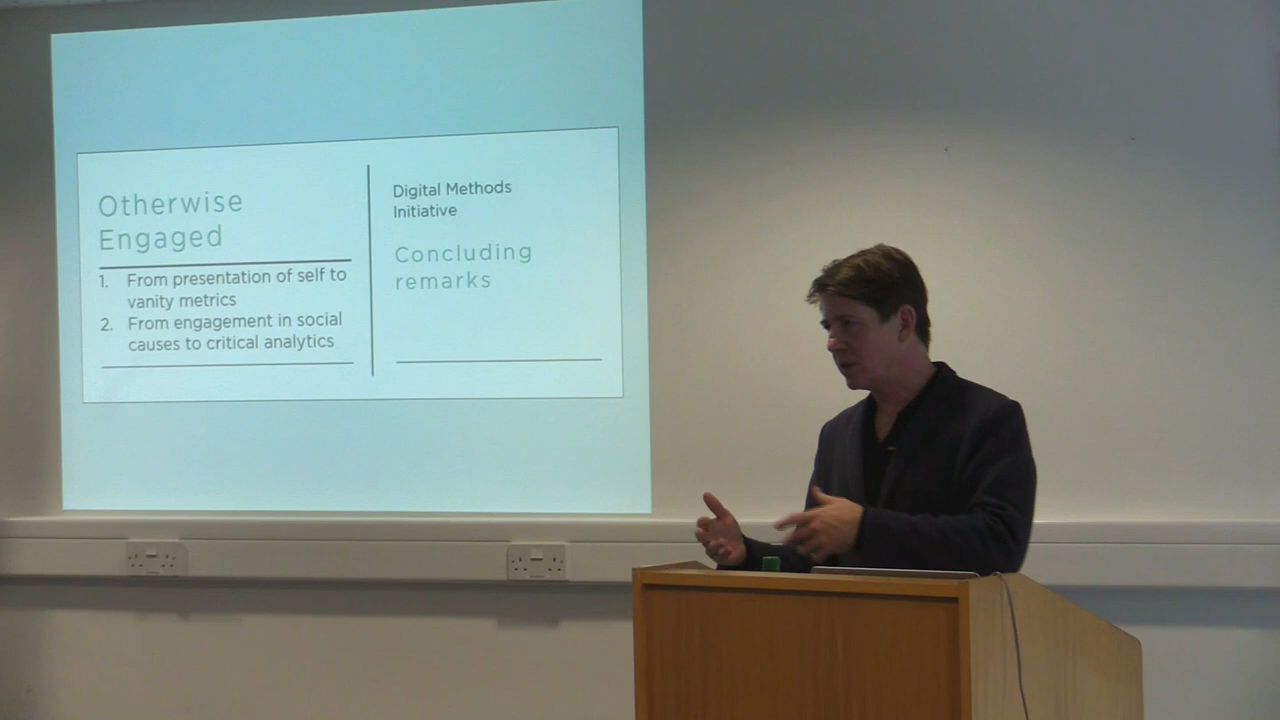 Otherwise
Engaged
1. From presentation of self to
vanity metrics
2. From engagement in social
causes to critical analytics
Digital Methods
Initiative
Concluding
remarks